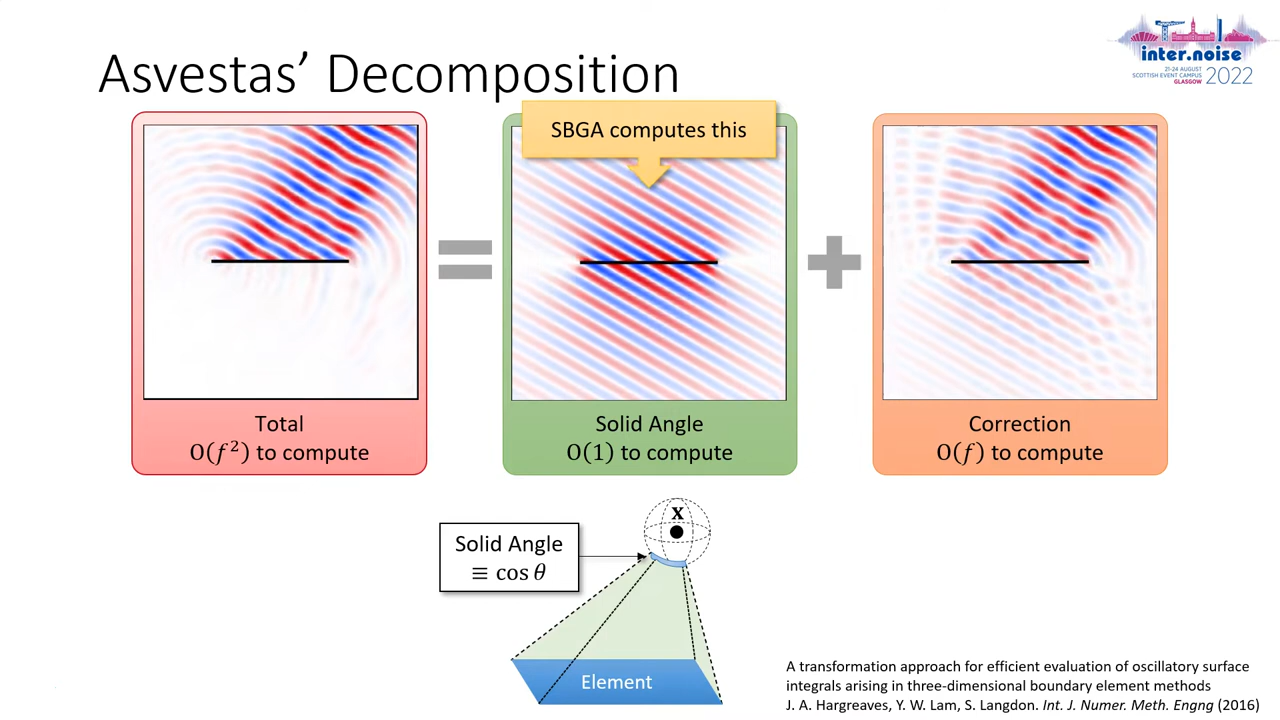 Asvestas’ Decomposition
inter.noise
21-24 AUGUST
SCOTTISH EVENT CAMPUS
GLASGOW
2022
SBGA computes this
=
+
Total
O(f²) to compute
Solid Angle
O(1) to compute
Correction
O(f) to compute
x
Solid Angle
≡ cos θ
Element
A transformation approach for efficient evaluation of oscillatory surface
integrals arising in three-dimensional boundary element methods
J. A. Hargreaves, Y. W. Lam, S. Langdon. Int. J. Numer. Meth. Engng (2016)